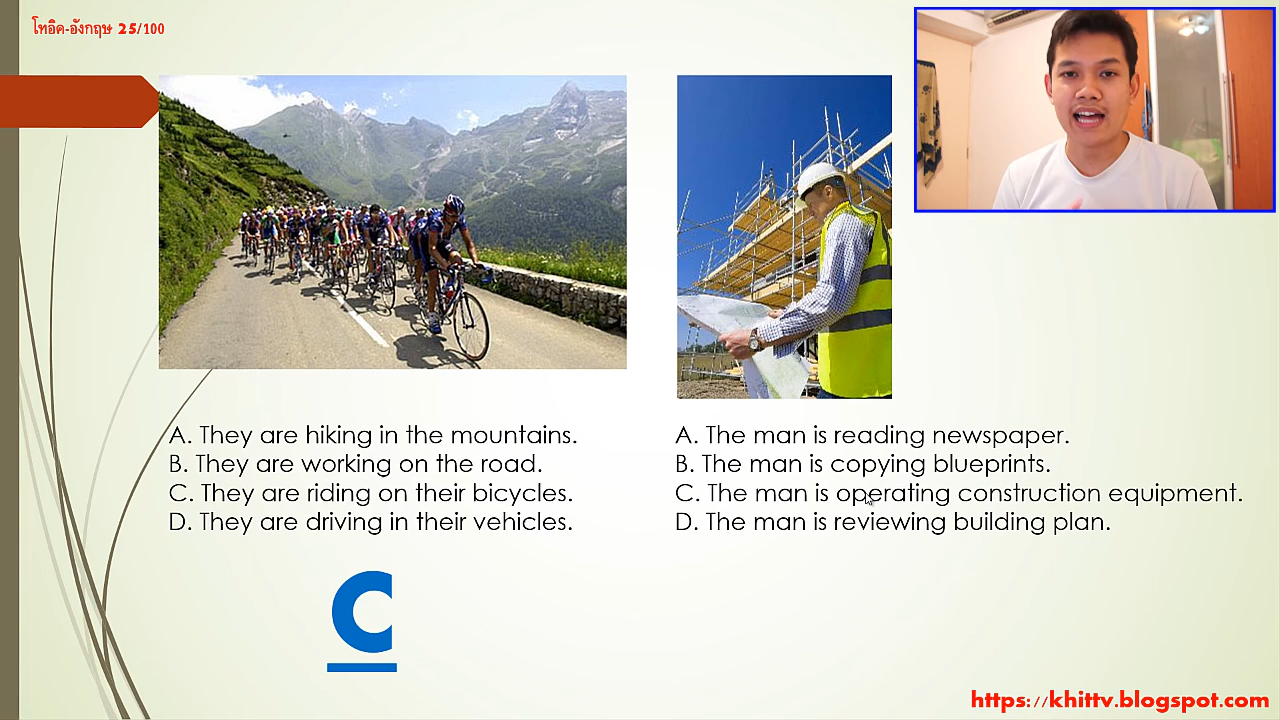 โทอิค-อังกฤษ 25/100
A. They are hiking in the mountains.
B. They are working on the road.
C. They are riding on their bicycles.
D. They are driving in their vehicles.
A. The man is reading newspaper.
B. The man is copying blueprints.
C. The man is operating construction equipment.
D. The man is reviewing building plan.
C
https://khittv.blogspot.com